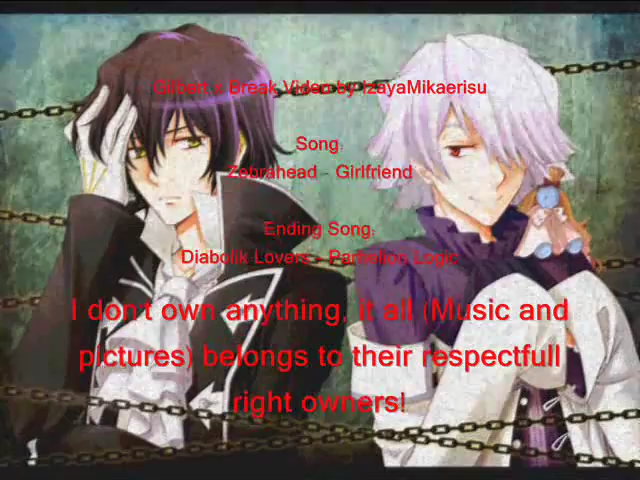 Gilbert x Break Video by IzayaMikaerisu
Song:
Zebrahead - Girlfriend
Ending Song:
Diabolik Lovers - Parhelion Logic
I don't own anything, it all (Music and
pictures) belongs to their respectfull
right owners!